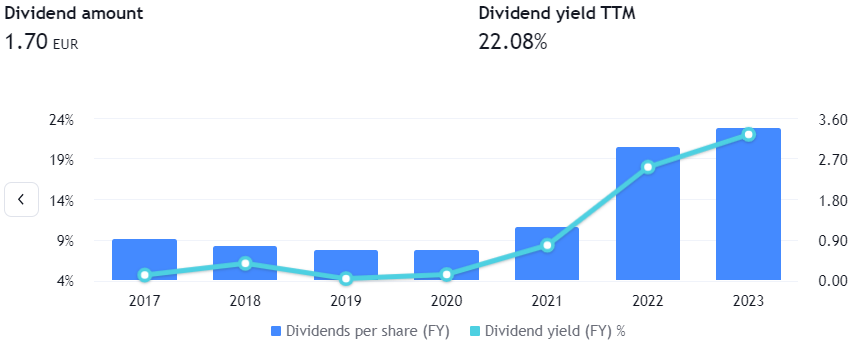 Dividend amount
1.70 EUR
Dividend yield TTM
22.08%
24%
19%
14%
9%
4%
3.60
2.70
1.80
0.90
0.00
2017 2018 2019 2020 2021 2022 2023
Dividends per share (FY) Dividend yield (FY) %